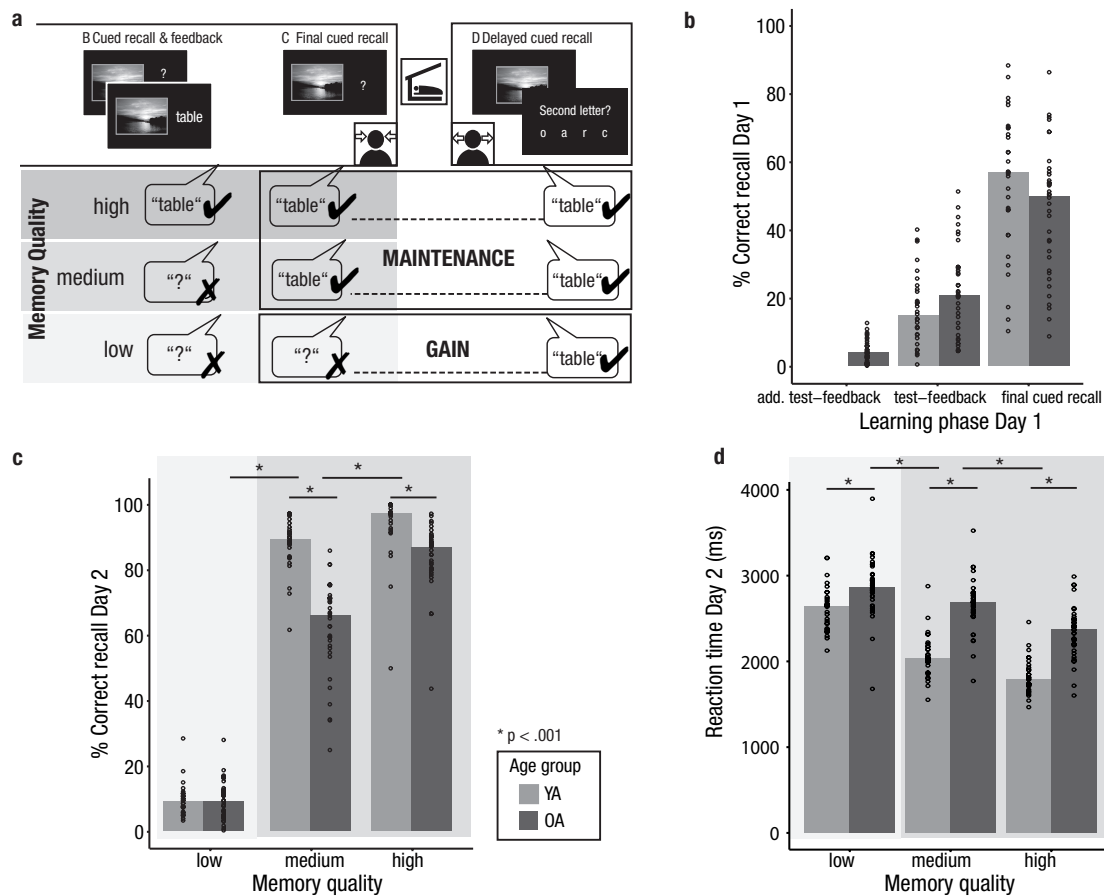 a
B Cued recall & feedback
C Final cued recall
D Delayed cued recall
?
table
?
Second letter?
o a r c
Memory Quality
high
"table"
"table"
"table"
MAINTENANCE
medium
"?"
"table"
"table"
low
"?"
"?"
GAIN
"table"
b
% Correct recall Day 1
80
60
40
20
0
add. test–feedback test–feedback final cued recall
Learning phase Day 1
c
% Correct recall Day 2
100
80
60
40
20
0
* * * *
low medium high
Memory quality
* p < .001
Age group
YA
OA
d
Reaction time Day 2 (ms)
4000
3000
2000
1000
0
* * * * *
low medium high
Memory quality